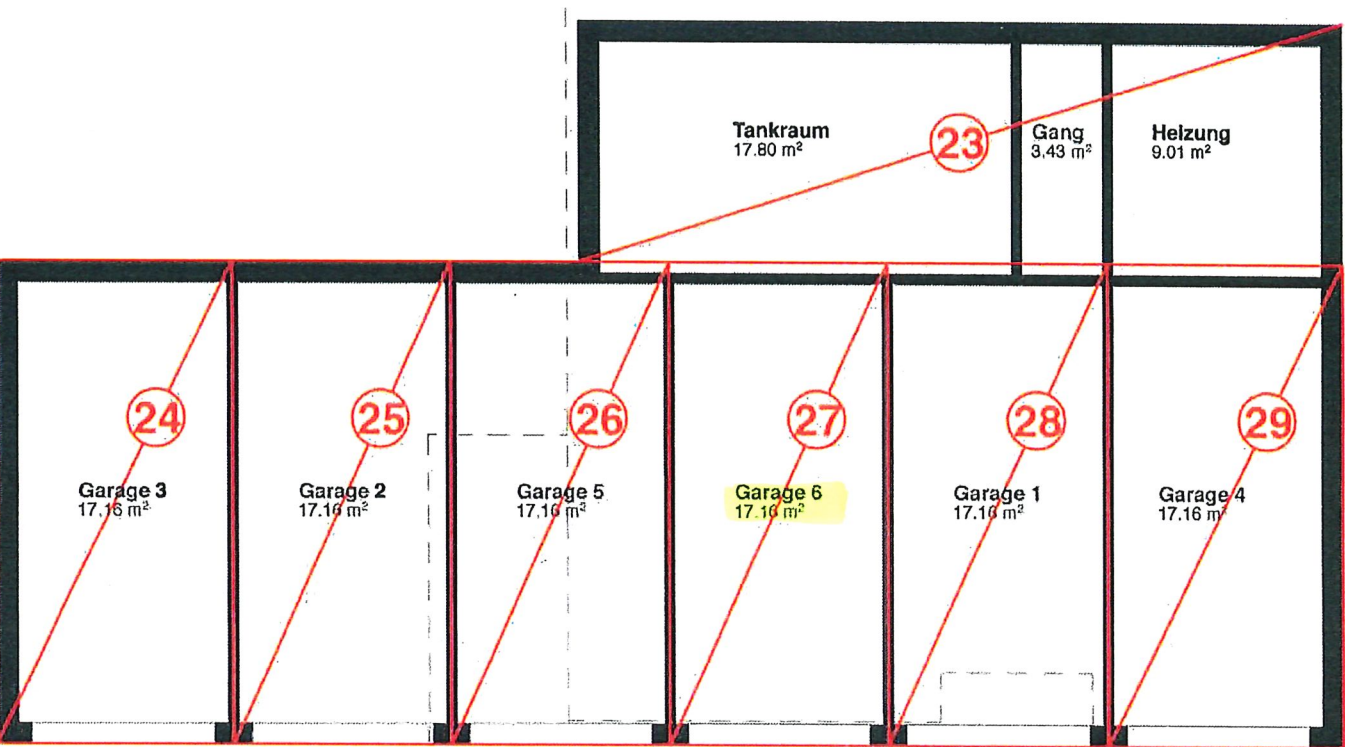 Tankraum
17.80 m²
23
Gang
3.43 m²
Heizung
9.01 m²
24
25
26
27
28
29
Garage 3
17.16 m²
Garage 2
17.16 m²
Garage 5
17.16 m²
Garage 6
17.16 m²
Garage 1
17.16 m²
Garage 4
17.16 m²